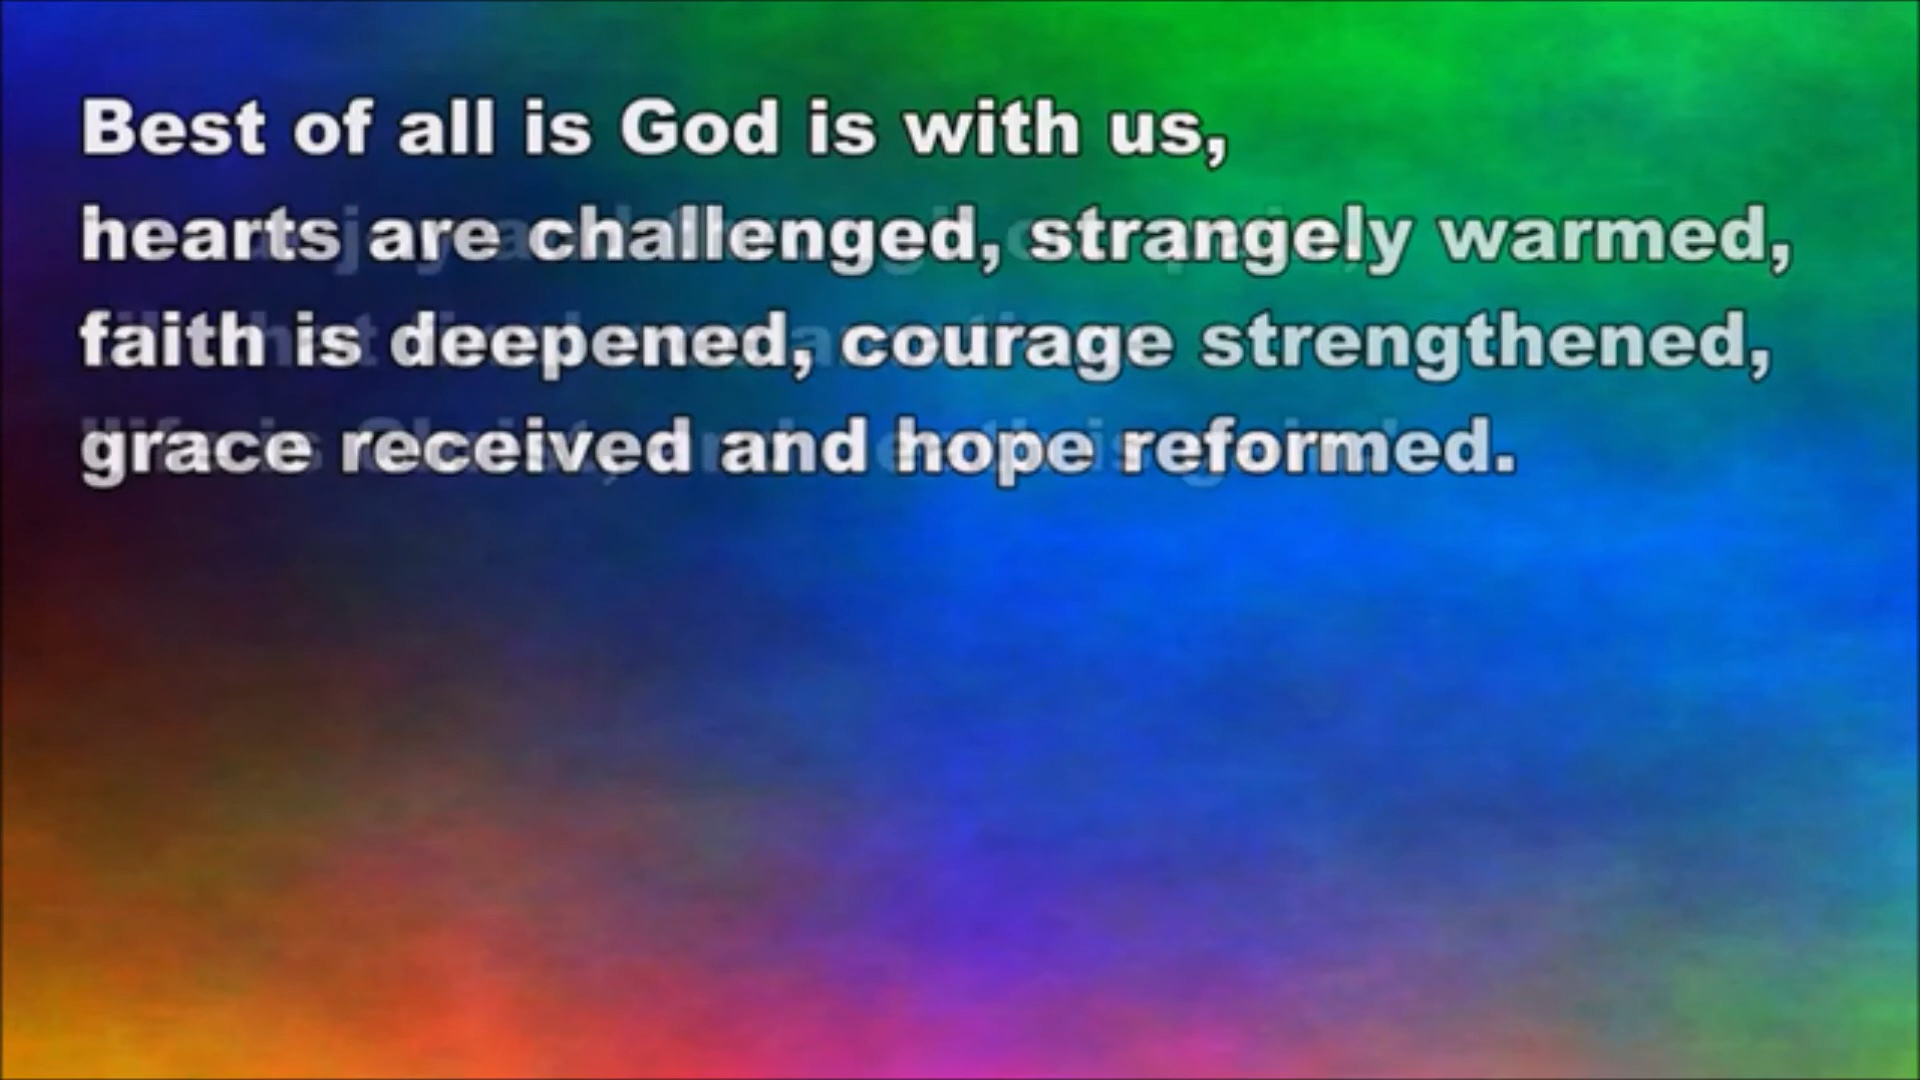 Best of all is God is with us,
hearts are challenged, strangely warmed,
faith is deepened, courage strengthened,
grace received and hope reformed.